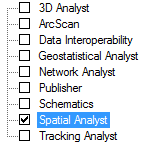 3D Analyst
ArcScan
Data Interoperability
Geostatistical Analyst
Network Analyst
Publisher
Schematics
Spatial Analyst
Tracking Analyst